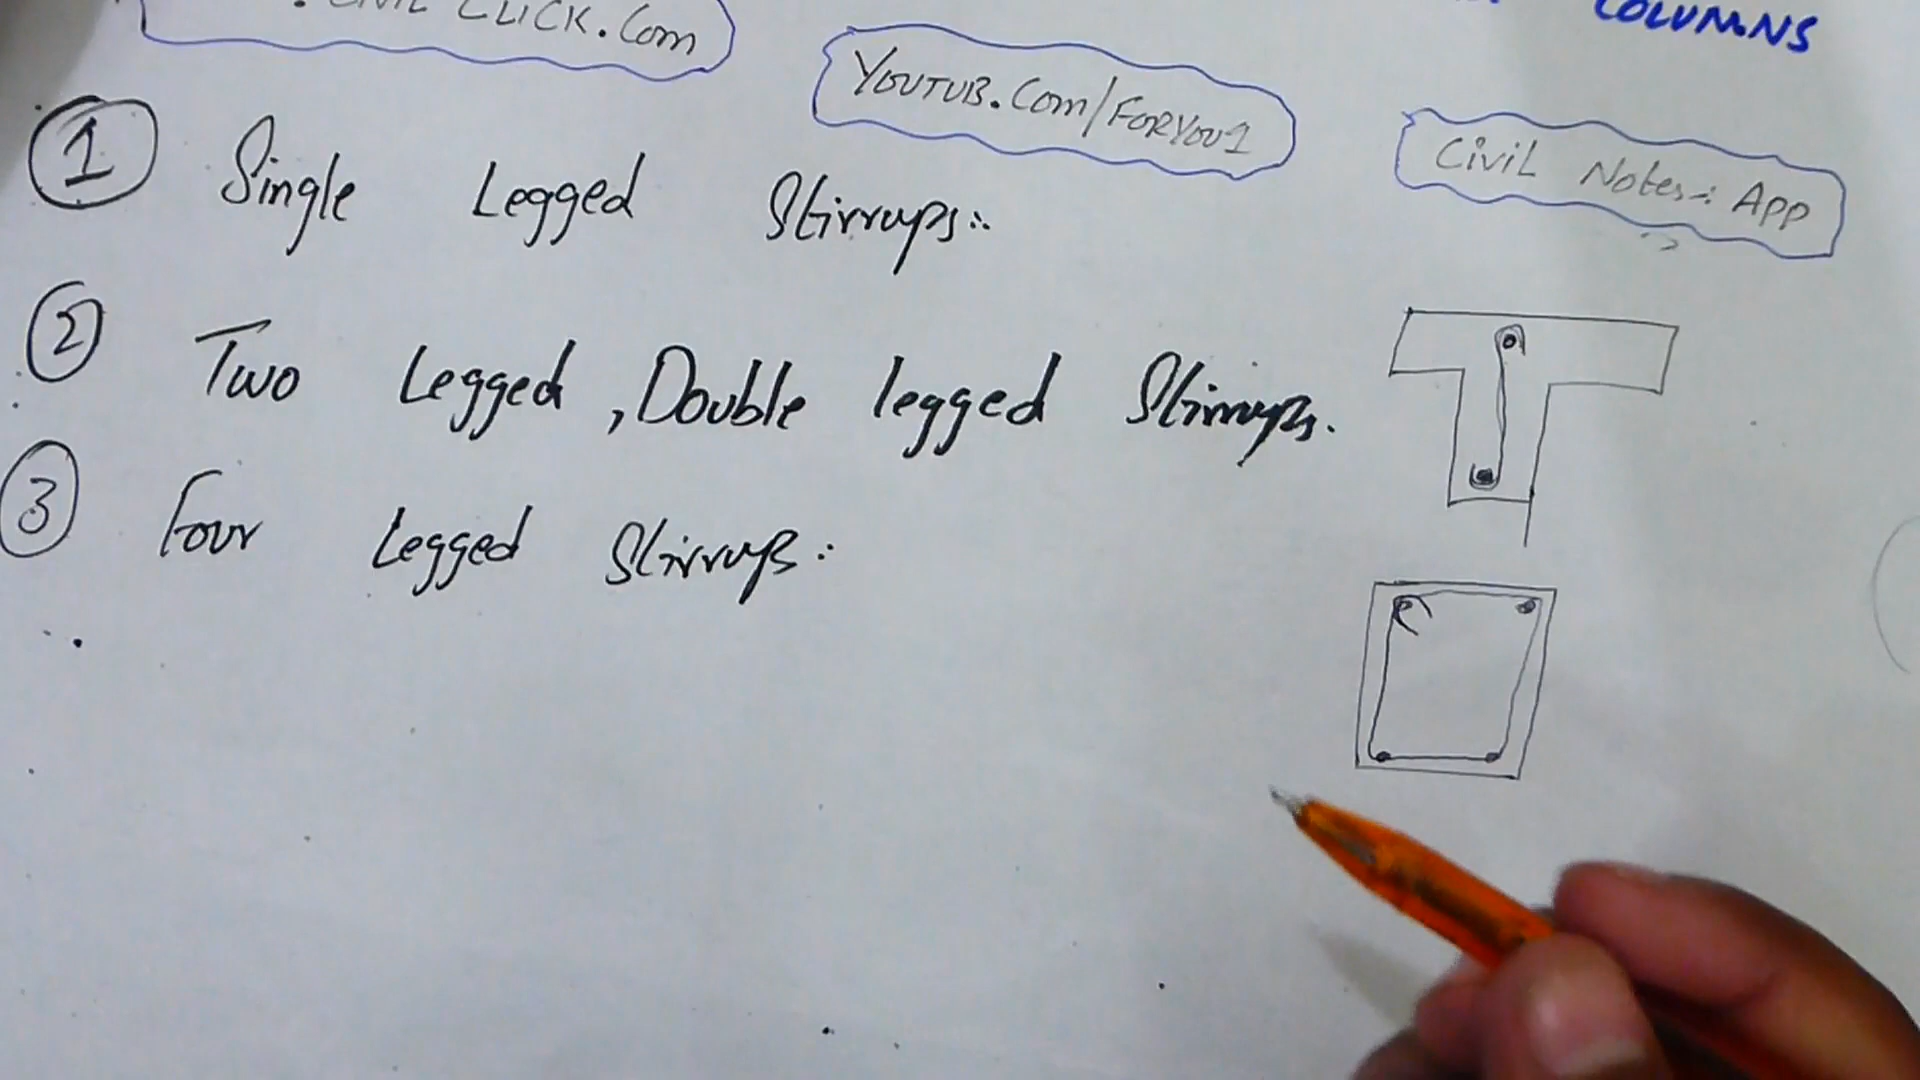 CIVIL CLICK.Com
COLUMNS
YOUTUB.Com/FORYOU1
Civil Notes-: App
1 Single Legged Stirrups:-
2 Two Legged, Double legged Stirrups.
3 Four Legged Stirrups: